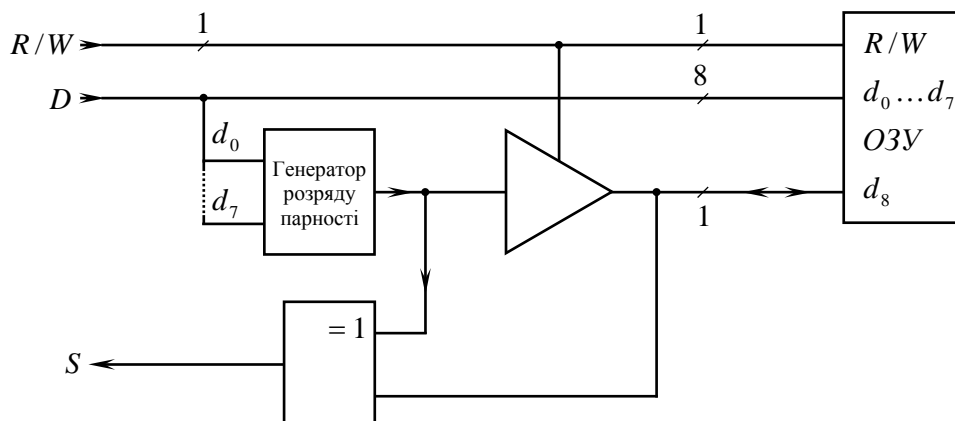 R/W
1
1
R/W
D
8
d₀…d₇
d₀
Генератор
розряду
парності
d₇
ОЗУ
d₈
1
= 1
S